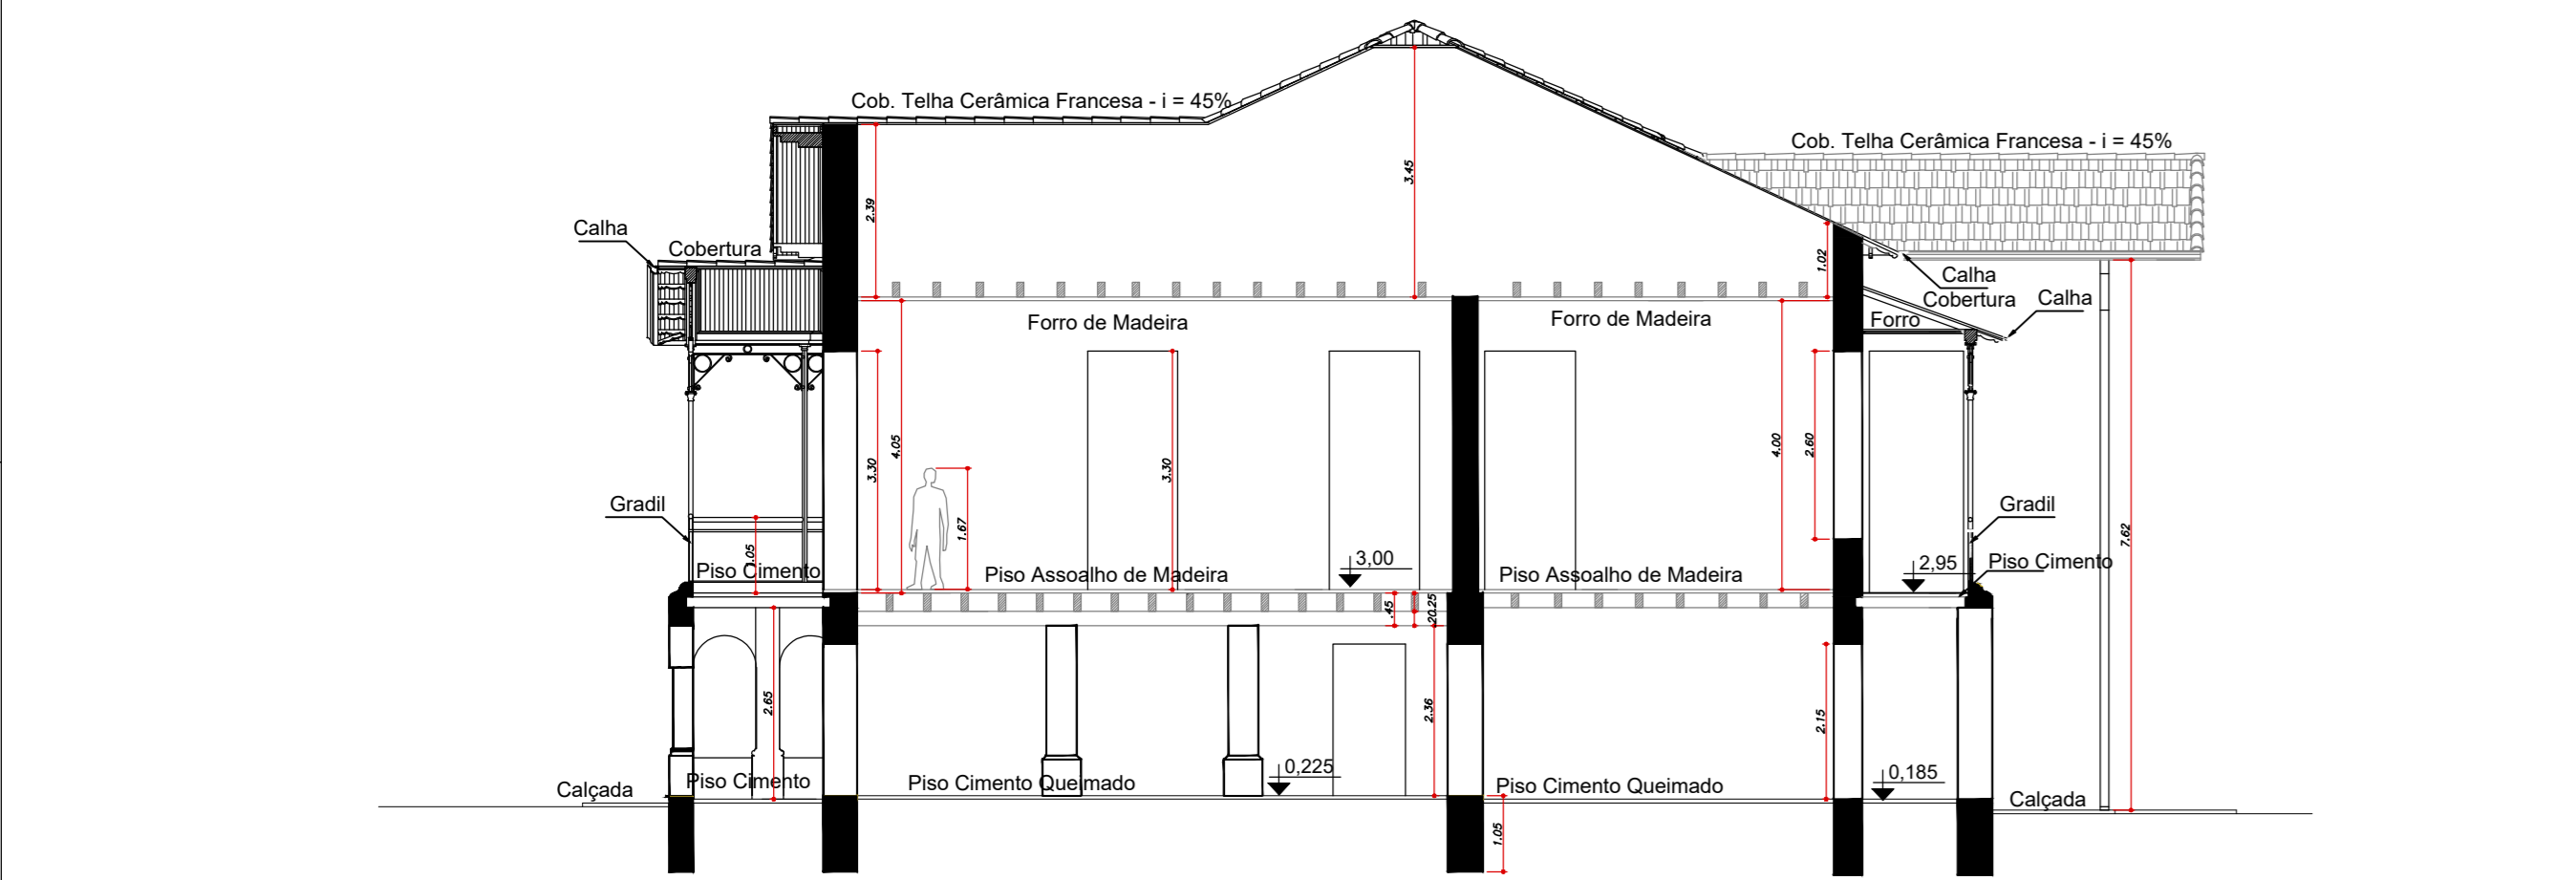 Cob. Telha Cerâmica Francesa - i = 45%
Cob. Telha Cerâmica Francesa - i = 45%
3.45
2.39
Calha
Cobertura
1.02
Calha
Cobertura
Calha
Forro de Madeira
Forro de Madeira
Forro
3.30
4.05
3.30
4.00
2.60
1.67
Gradil
Gradil
7.62
1.05
Piso Cimento
Piso Assoalho de Madeira
3,00
Piso Assoalho de Madeira
2,95
Piso Cimento
.45
20.25
2.65
2.36
2.15
Calçada
Piso Cimento
Piso Cimento Queimado
0,225
Piso Cimento Queimado
0,185
Calçada
1.05